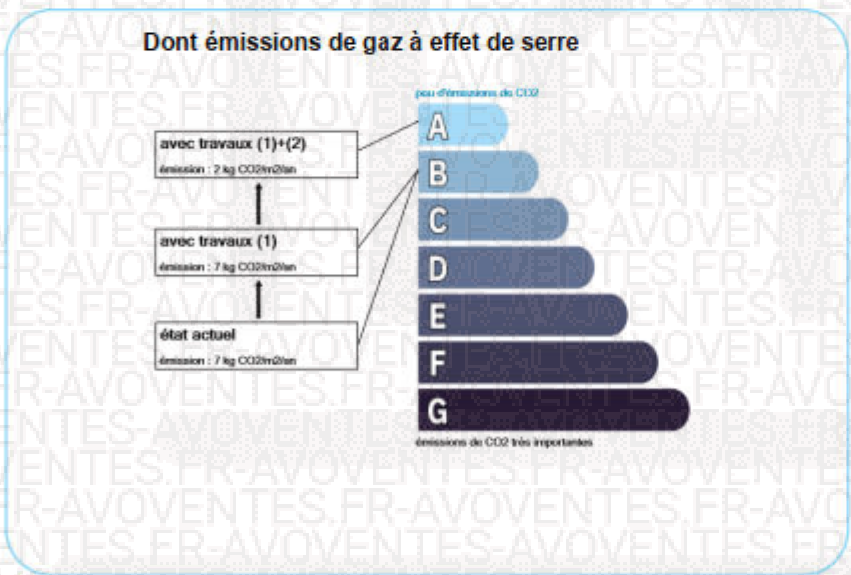 Dont émissions de gaz à effet de serre
peu d'émissions de CO2
A
avec travaux (1)+(2)
émission : 2 kg CO2/m2/an
B
C
avec travaux (1)
émission : 7 kg CO2/m2/an
D
E
état actuel
émission : 7 kg CO2/m2/an
F
G
émissions de CO2 très importantes